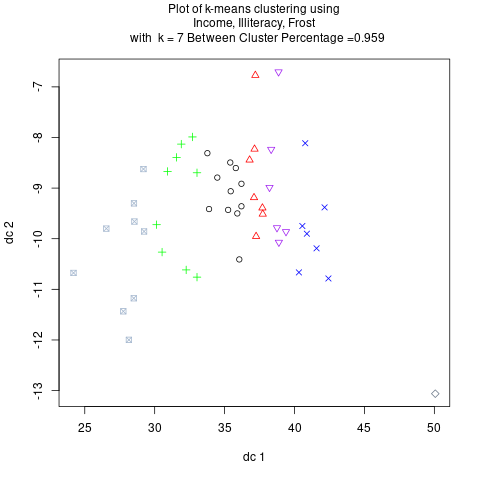 Plot of k-means clustering using
Income, Illiteracy, Frost
with k = 7 Between Cluster Percentage =0.959
-7
-8
-9
-10
-11
-12
-13
dc 2
25 30 35 40 45 50
dc 1